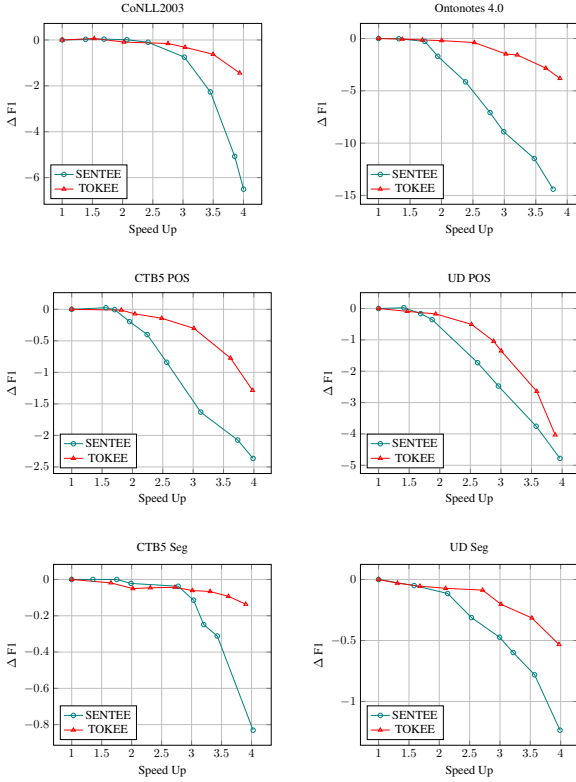 CoNLL2003
0
−2
−4
−6
Δ F1
SENTEE
TOKEE
1 1.5 2 2.5 3 3.5 4
Speed Up
Ontonotes 4.0
0
−5
−10
−15
Δ F1
SENTEE
TOKEE
1 1.5 2 2.5 3 3.5 4
Speed Up
CTB5 POS
0
−0.5
−1
−1.5
−2
−2.5
Δ F1
SENTEE
TOKEE
1 1.5 2 2.5 3 3.5 4
Speed Up
UD POS
0
−1
−2
−3
−4
−5
Δ F1
SENTEE
TOKEE
1 1.5 2 2.5 3 3.5 4
Speed Up
CTB5 Seg
0
−0.2
−0.4
−0.6
−0.8
Δ F1
SENTEE
TOKEE
1 1.5 2 2.5 3 3.5 4
Speed Up
UD Seg
0
−0.5
−1
Δ F1
SENTEE
TOKEE
1 1.5 2 2.5 3 3.5 4
Speed Up